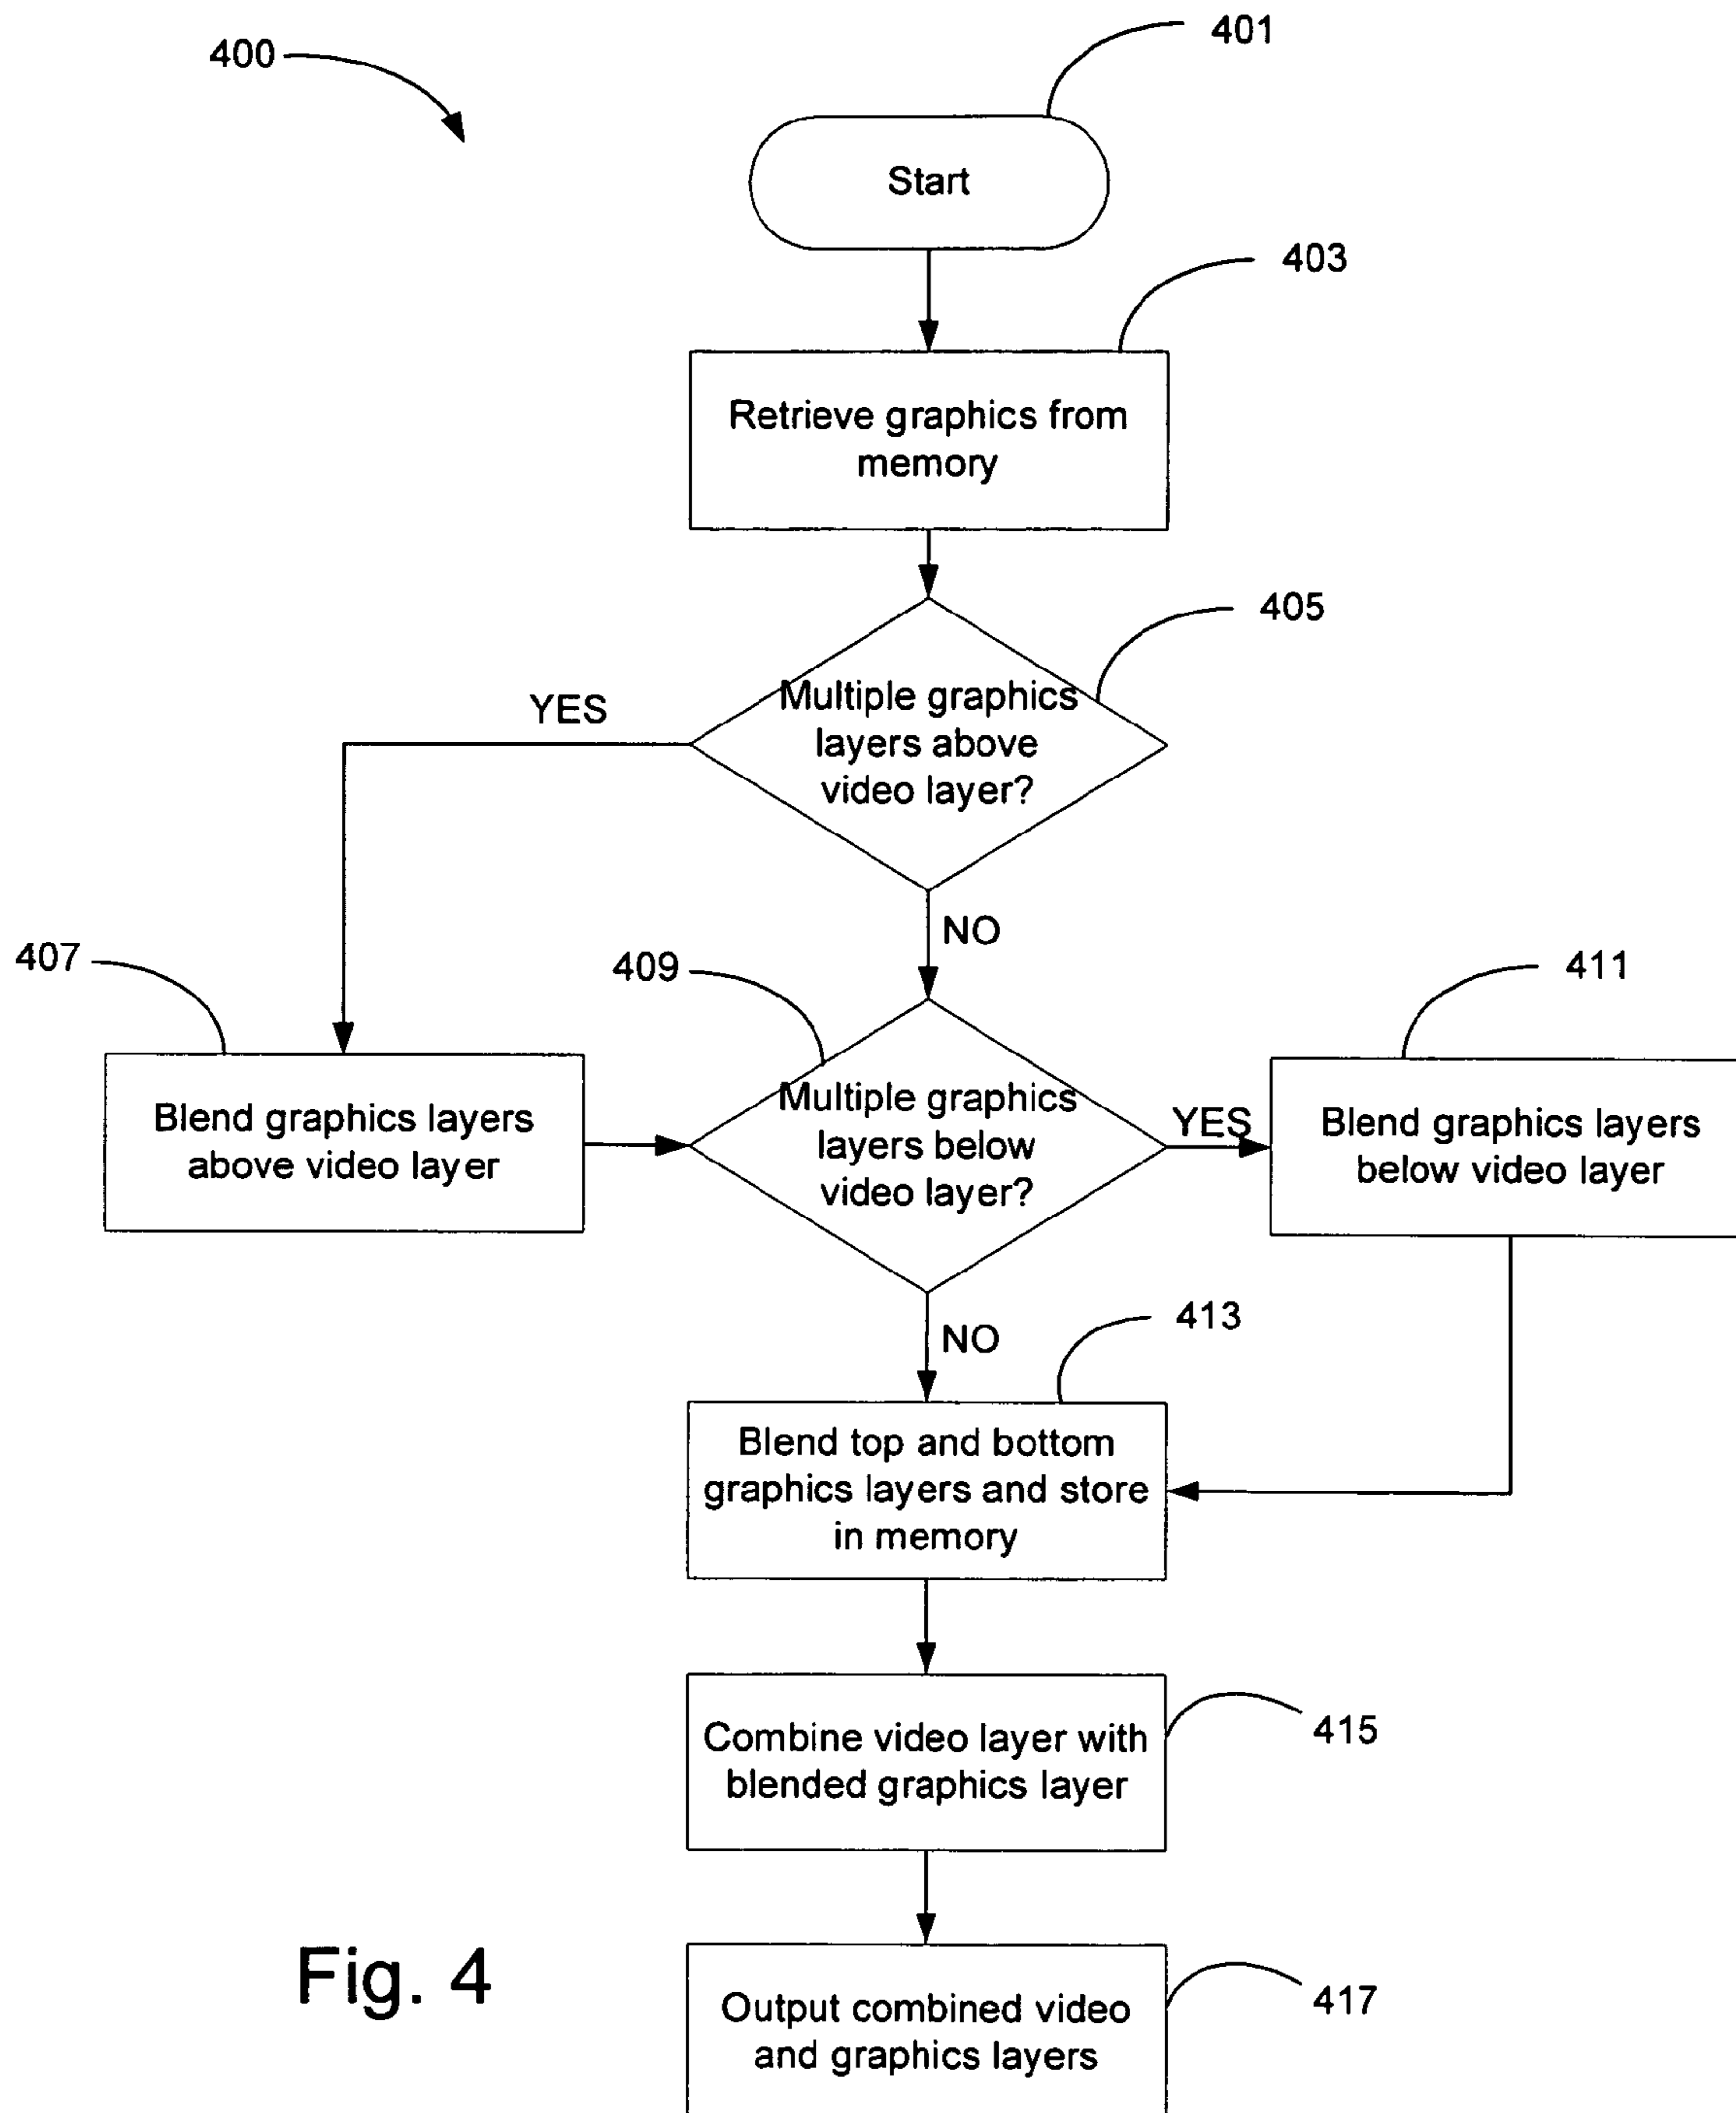 401
400
Start
403
Retrieve graphics from
memory
405
YES
Multiple graphics
layers above
video layer?
NO
407
409
411
Blend graphics layers
above video layer
Multiple graphics
layers below
video layer?
YES
Blend graphics layers
below video layer
413
NO
Blend top and bottom
graphics layers and store
in memory
415
Combine video layer with
blended graphics layer
Fig. 4
417
Output combined video
and graphics layers